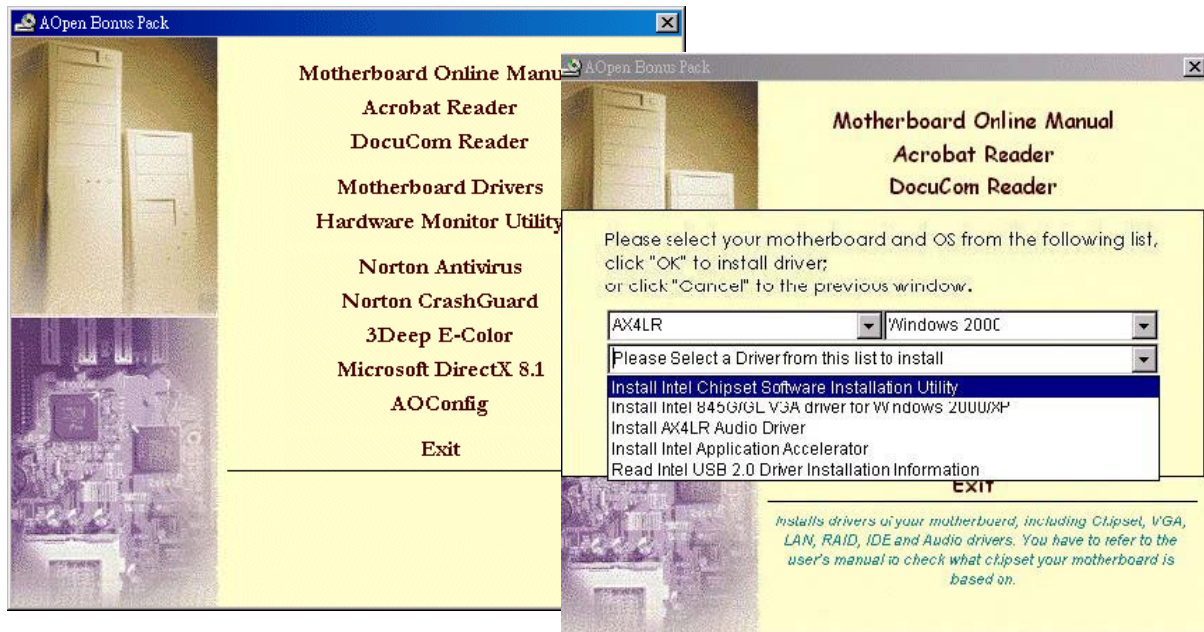 AOpen Bonus Pack
Motherboard Online Manu
Acrobat Reader
DocuCom Reader
Motherboard Drivers
Hardware Monitor Utility
Norton Antivirus
Norton CrashGuard
3Deep E-Color
Microsoft DirectX 8.1
AOConfig
Exit
AOpen Bonus Pack
Motherboard Online Manual
Acrobat Reader
DocuCom Reader
Please select your motherboard and OS from the following list,
click "OK" to install driver;
or click "Cancel" to the previous window.
AX4LR
Windows 2000
Please Select a Driver from this list to install
Install Intel Chipset Software Installation Utility
Install Intel 845G/GL VGA driver for Windows 2000/XP
Install AX4LR Audio Driver
Install Intel Application Accelerator
Read Intel USB 2.0 Driver Installation Information
Exit
Installs drivers of your motherboard, including Chipset, VGA,
LAN, RAID, IDE and Audio drivers. You have to refer to the
user's manual to check what chipset your motherboard is
based on.